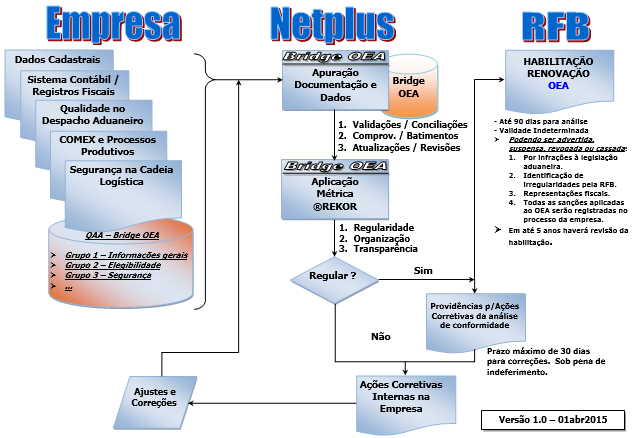 Empresa
Netplus
RFB
Dados Cadastrais
Sistema Contábil /
Registros Fiscais
Qualidade no
Despacho Aduaneiro
COMEX e Processos
Produtivos
Segurança na Cadeia
Logística
QAA – Bridge OEA
➤ Grupo 1 – Informações gerais
➤ Grupo 2 – Elegibilidade
➤ Grupo 3 – Segurança
➤ ...
Bridge OEA
Apuração
Documentação e
Dados
Bridge
OEA
1. Validações / Conciliações
2. Comprov. / Batimentos
3. Atualizações / Revisões
Bridge OEA
Aplicação
Métrica
®REKOR
1. Regularidade
2. Organização
3. Transparência
Regular ?
Sim
Não
HABILITAÇÃO
RENOVAÇÃO
OEA
- Até 90 dias para análise
- Validade Indeterminada
➤ Podendo ser advertida,
suspensa, revogada ou cassada:
1. Por infrações à legislação
aduaneira.
2. Identificação de
irregularidades pela RFB.
3. Representações fiscais.
4. Todas as sanções aplicadas
ao OEA serão registradas no
processo da empresa.
➤ Em até 5 anos haverá revisão da
habilitação.
Providências p/Ações
Corretivas da análise
de conformidade
Prazo máximo de 30 dias
para correções. Sob pena de
indeferimento.
Ajustes e
Correções
Ações Corretivas
Internas na
Empresa
Versão 1.0 – 01abr2015